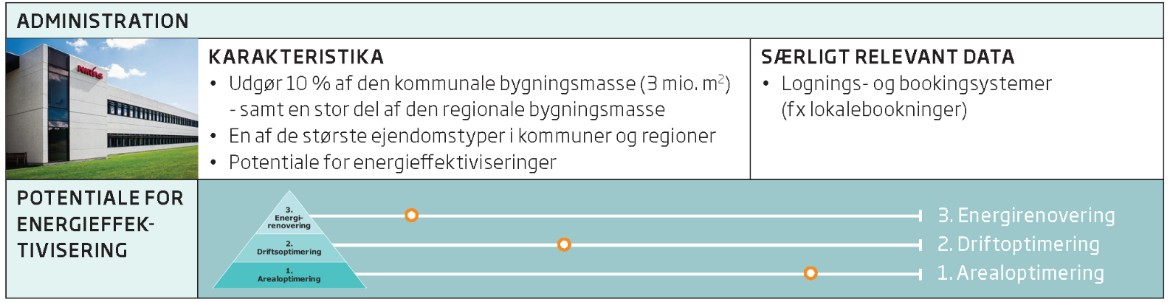 ADMINISTRATION
KARAKTERISTIKA
• Udgør 10 % af den kommunale bygningsmasse (3 mio. m²)
- samt en stor del af den regionale bygningsmasse
• En af de største ejendomstyper i kommuner og regioner
• Potentiale for energieffektiviseringer
SÆRLIGT RELEVANT DATA
• Lognings- og bookingsystemer
(fx lokalebookninger)
POTENTIALE FOR
ENERGIEFFEK-
TIVISERING
3.
Energi-
renovering
2.
Driftsoptimering
1.
Arealoptimering
3. Energirenovering
2. Driftoptimering
1. Arealoptimering